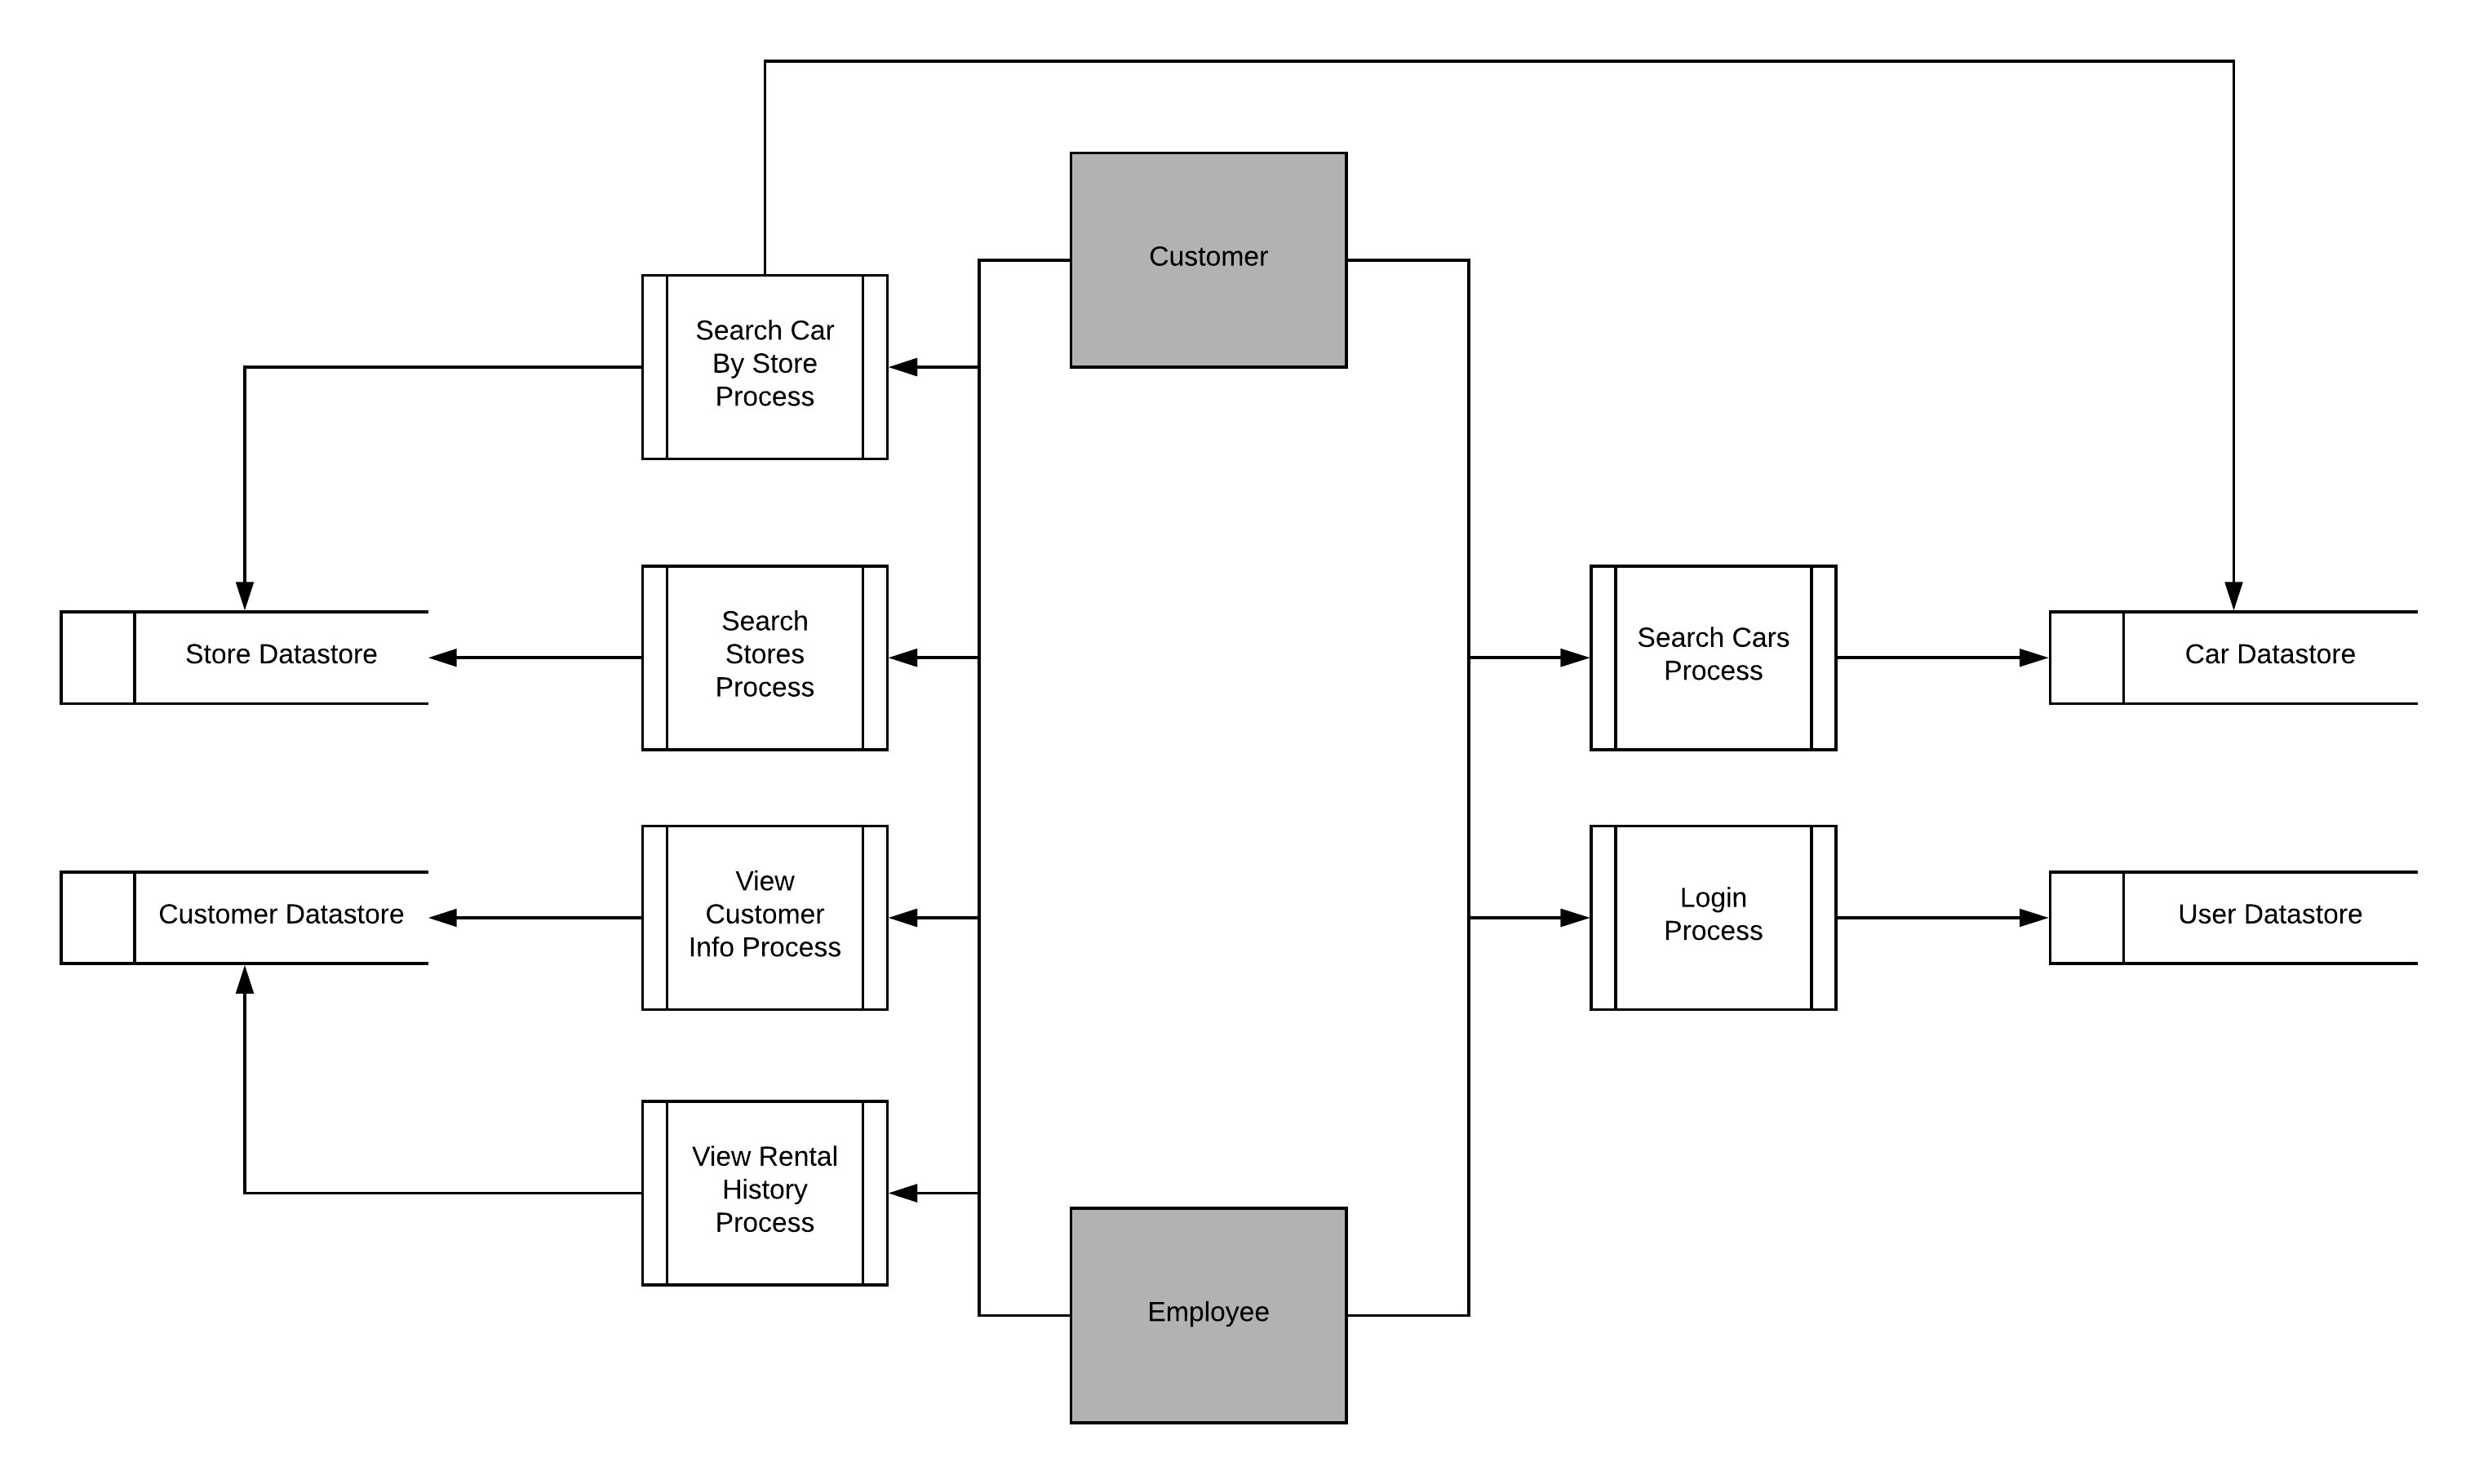 Customer
Search Car
By Store
Process
Search
Stores
Process
Search Cars
Process
Store Datastore
Car Datastore
View
Customer
Info Process
Login
Process
Customer Datastore
User Datastore
View Rental
History
Process
Employee